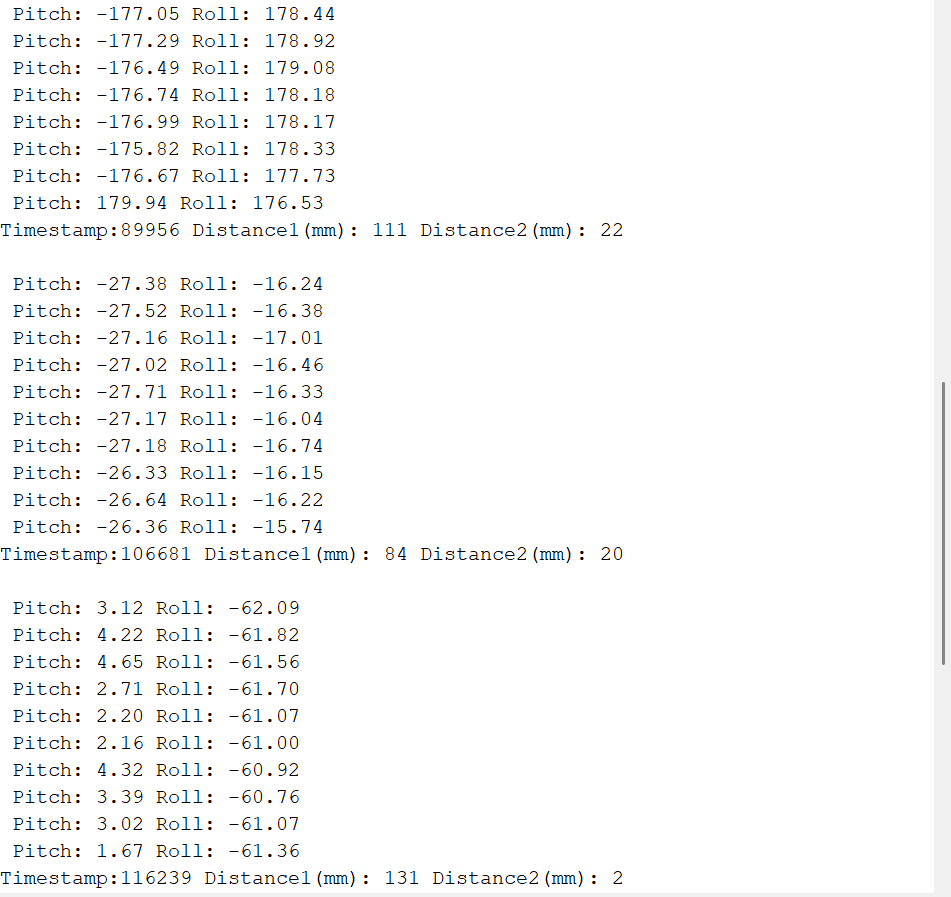 Pitch: -177.05 Roll: 178.44
Pitch: -177.29 Roll: 178.92
Pitch: -176.49 Roll: 179.08
Pitch: -176.74 Roll: 178.18
Pitch: -176.99 Roll: 178.17
Pitch: -175.82 Roll: 178.33
Pitch: -176.67 Roll: 177.73
Pitch: 179.94 Roll: 176.53
Timestamp:89956 Distance1(mm): 111 Distance2(mm): 22
Pitch: -27.38 Roll: -16.24
Pitch: -27.52 Roll: -16.38
Pitch: -27.16 Roll: -17.01
Pitch: -27.02 Roll: -16.46
Pitch: -27.71 Roll: -16.33
Pitch: -27.17 Roll: -16.04
Pitch: -27.18 Roll: -16.74
Pitch: -26.33 Roll: -16.15
Pitch: -26.64 Roll: -16.22
Pitch: -26.36 Roll: -15.74
Timestamp:106681 Distance1(mm): 84 Distance2(mm): 20
Pitch: 3.12 Roll: -62.09
Pitch: 4.22 Roll: -61.82
Pitch: 4.65 Roll: -61.56
Pitch: 2.71 Roll: -61.70
Pitch: 2.20 Roll: -61.07
Pitch: 2.16 Roll: -61.00
Pitch: 4.32 Roll: -60.92
Pitch: 3.39 Roll: -60.76
Pitch: 3.02 Roll: -61.07
Pitch: 1.67 Roll: -61.36
Timestamp:116239 Distance1(mm): 131 Distance2(mm): 2